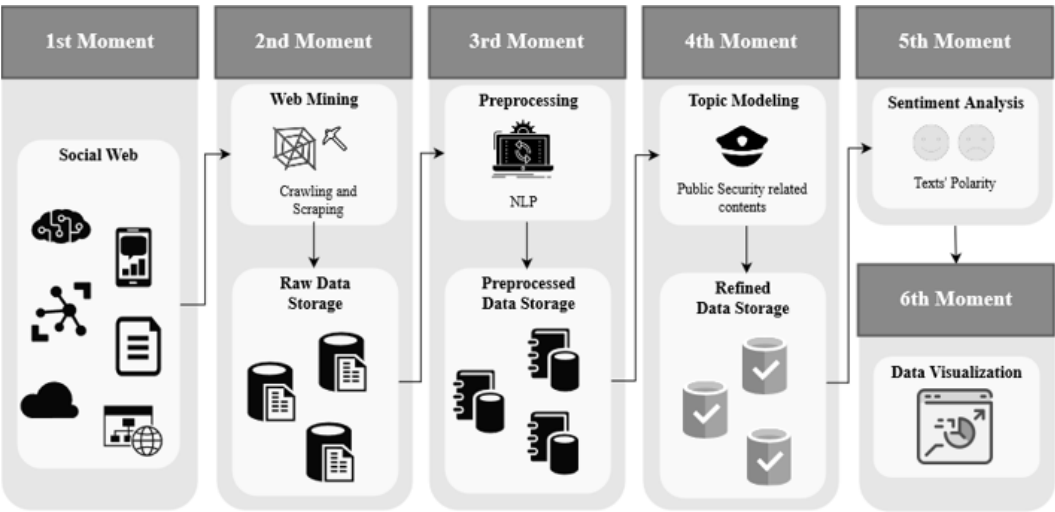 1st Moment
Social Web
2nd Moment
Web Mining
Crawling and
Scraping
Raw Data
Storage
3rd Moment
Preprocessing
NLP
Preprocessed
Data Storage
4th Moment
Topic Modeling
Public Security related
contents
Refined
Data Storage
5th Moment
Sentiment Analysis
Texts' Polarity
6th Moment
Data Visualization